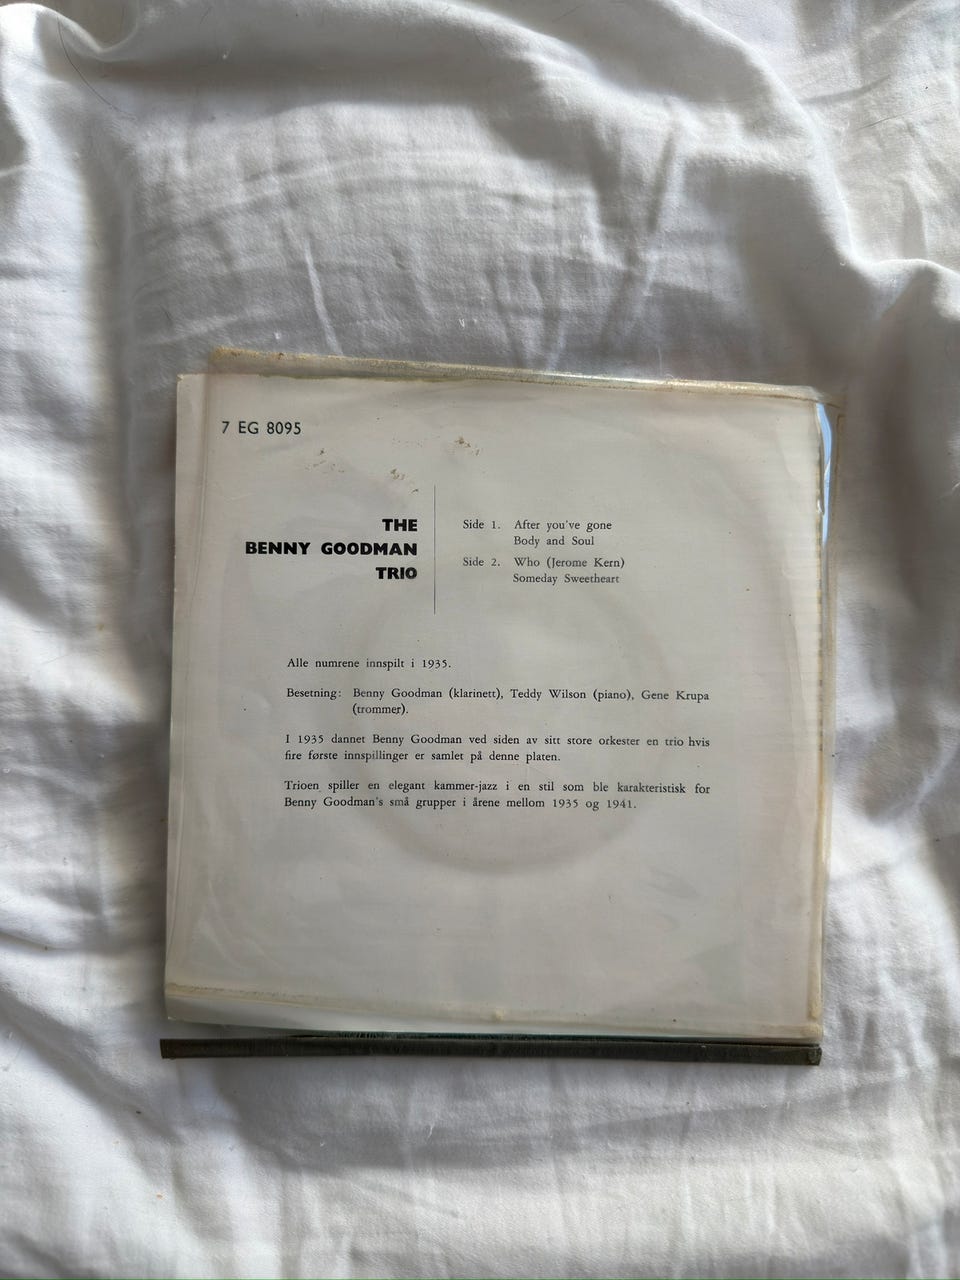 7 EG 8095
THE
BENNY GOODMAN
TRIO
Side 1. After you've gone
Body and Soul
Side 2. Who (Jerome Kern)
Someday Sweetheart
Alle numrene innspilt i 1935.
Besetning: Benny Goodman (klarinett), Teddy Wilson (piano), Gene Krupa
(trommer).
I 1935 dannet Benny Goodman ved siden av sitt store orkester en trio hvis
fire første innspillinger er samlet på denne platen.
Trioen spiller en elegant kammer-jazz i en stil som ble karakteristisk for
Benny Goodman's små grupper i årene mellom 1935 og 1941.